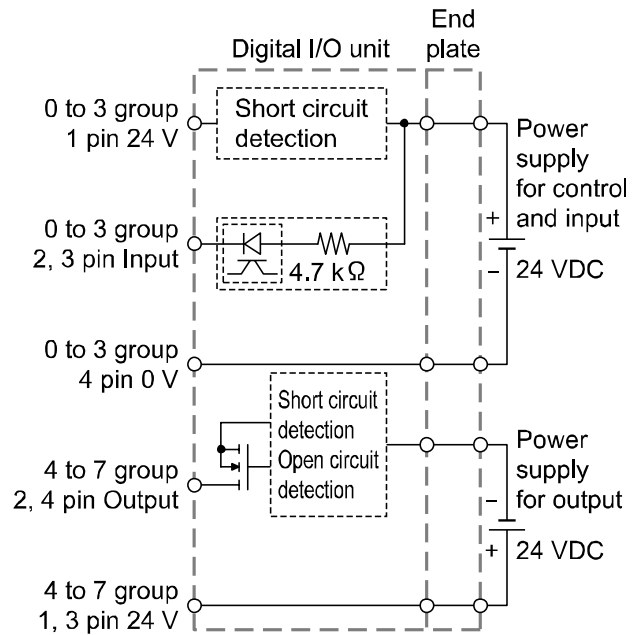 Digital I/O unit
End
plate
0 to 3 group
1 pin 24 V
Short circuit
detection
Power
supply
for control
and input
+
−
24 VDC
0 to 3 group
2, 3 pin Input
4.7 kΩ
0 to 3 group
4 pin 0 V
Short circuit
detection
Open circuit
detection
4 to 7 group
2, 4 pin Output
Power
supply
for output
−
+
24 VDC
4 to 7 group
1, 3 pin 24 V